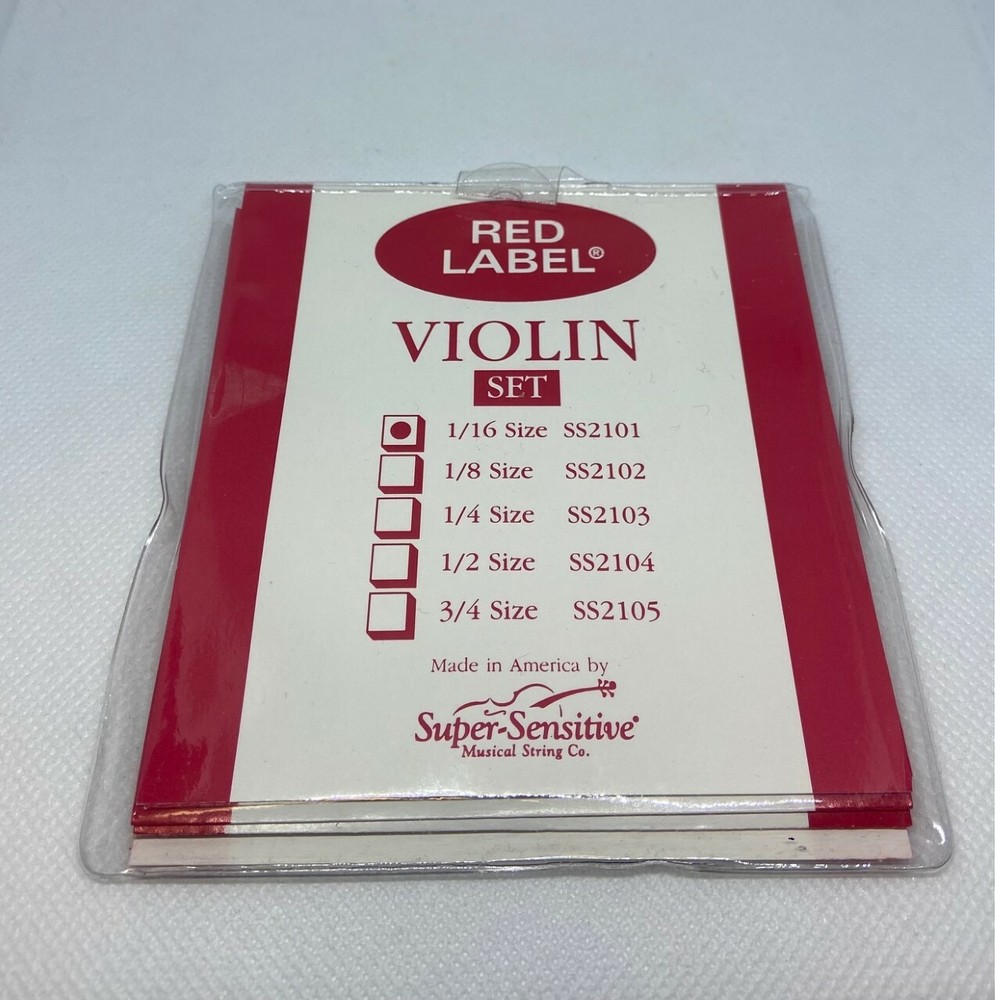 RED
LABEL®
VIOLIN
SET
1/16 Size SS2101
1/8 Size SS2102
1/4 Size SS2103
1/2 Size SS2104
3/4 Size SS2105
Made in America by
Super-Sensitive®
Musical String Co.